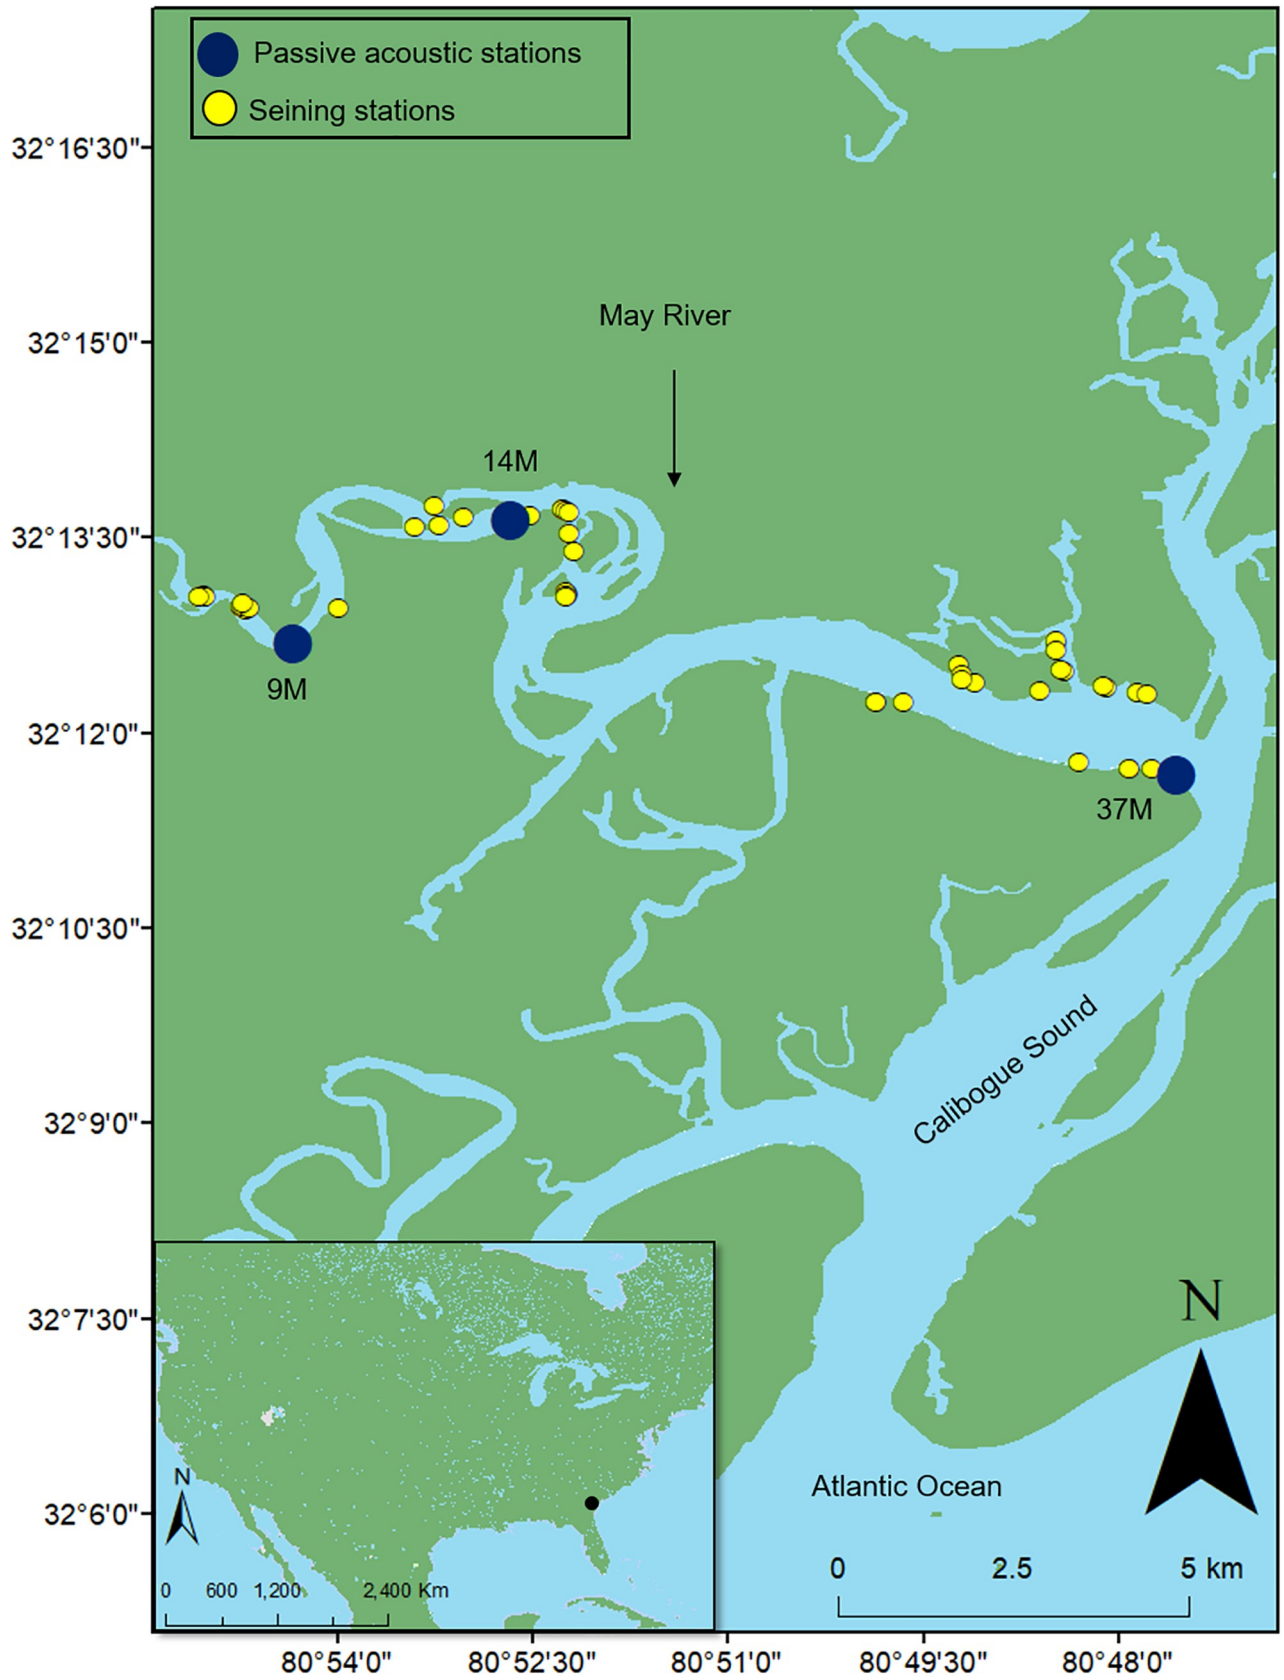 Passive acoustic stations
Seining stations
32°16'30"
May River
32°15'0"
14M
32°13'30"
9M
32°12'0"
37M
32°10'30"
Calibogue Sound
32°9'0"
N
32°7'30"
N
Atlantic Ocean
32°6'0"
0 2.5 5 km
0 600 1,200 2,400 Km
80°54'0" 80°52'30" 80°51'0" 80°49'30" 80°48'0"